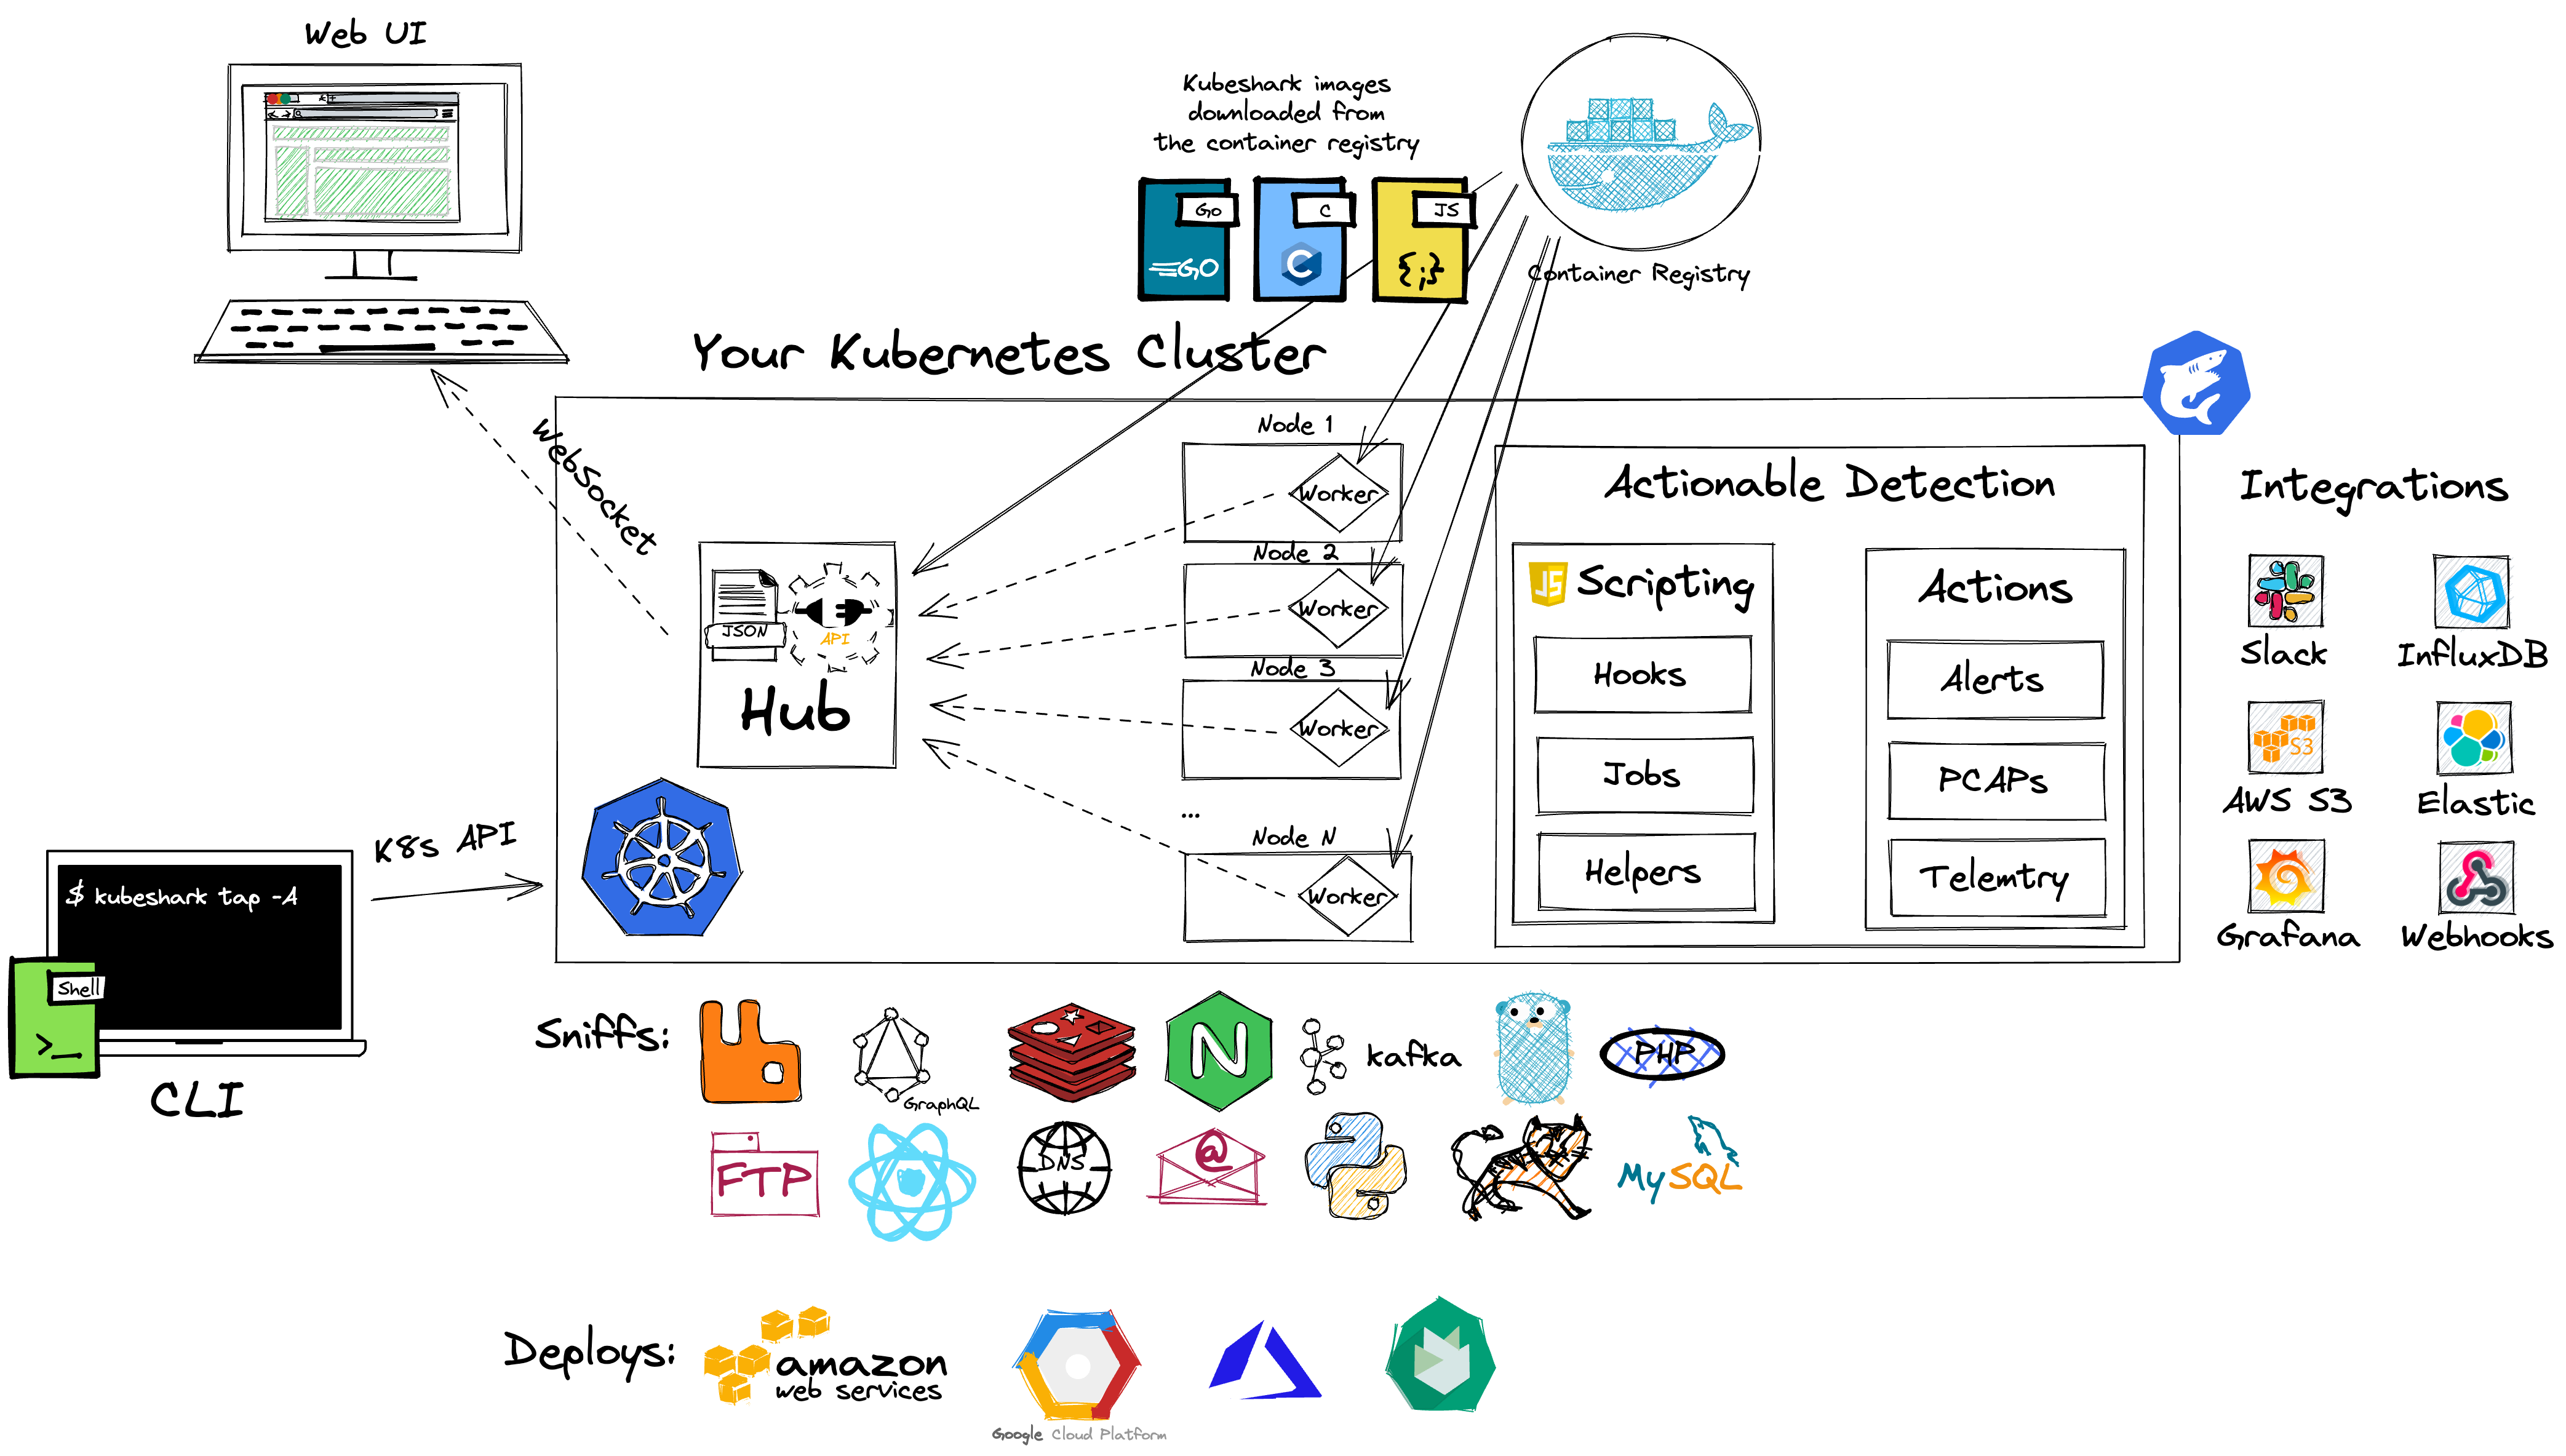 Web UI
Kubeshark images
downloaded from
the container registry
GO
GO
C
C
JS
{;}
Container Registry
Your Kubernetes Cluster
WebSocket
Node 1
Worker
Node 2
Worker
Node 3
Worker
...
Node N
Worker
JSON
API
Hub
Actionable Detection
JS
Scripting
Hooks
Jobs
Helpers
Actions
Alerts
PCAPs
Telemtry
Integrations
Slack
InfluxDB
S3
AWS S3
Elastic
Grafana
Webhooks
K8s API
$ kubeshark tap -A
Shell
>_
CLI
Sniffs:
GraphQL
N
kafka
PHP
FTP
DNS
@
MySQL
Deploys:
amazon
web services
Google Cloud Platform